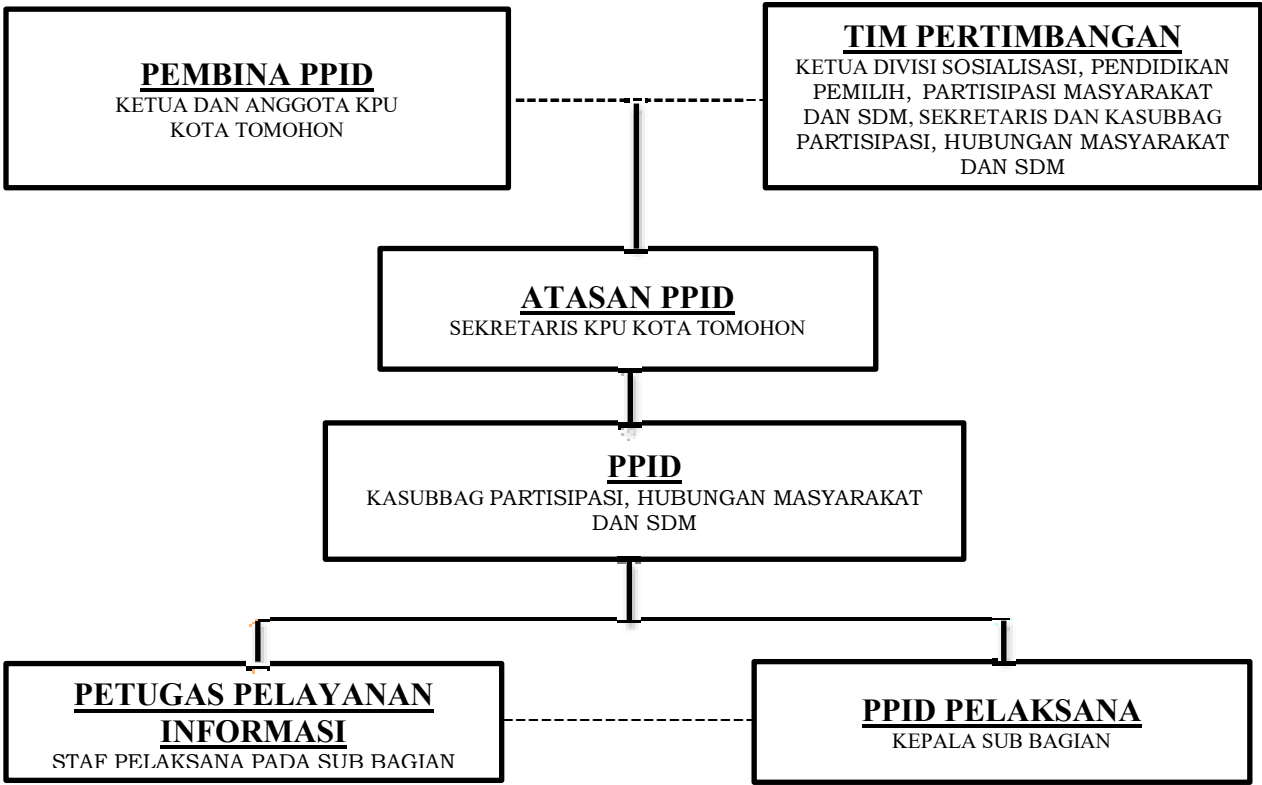 PEMBINA PPID
KETUA DAN ANGGOTA KPU
KOTA TOMOHON
TIM PERTIMBANGAN
KETUA DIVISI SOSIALISASI, PENDIDIKAN
PEMILIH, PARTISIPASI MASYARAKAT
DAN SDM, SEKRETARIS DAN KASUBBAG
PARTISIPASI, HUBUNGAN MASYARAKAT
DAN SDM
ATASAN PPID
SEKRETARIS KPU KOTA TOMOHON
PPID
KASUBBAG PARTISIPASI, HUBUNGAN MASYARAKAT
DAN SDM
PETUGAS PELAYANAN
INFORMASI
STAF PELAKSANA PADA SUB BAGIAN
PPID PELAKSANA
KEPALA SUB BAGIAN